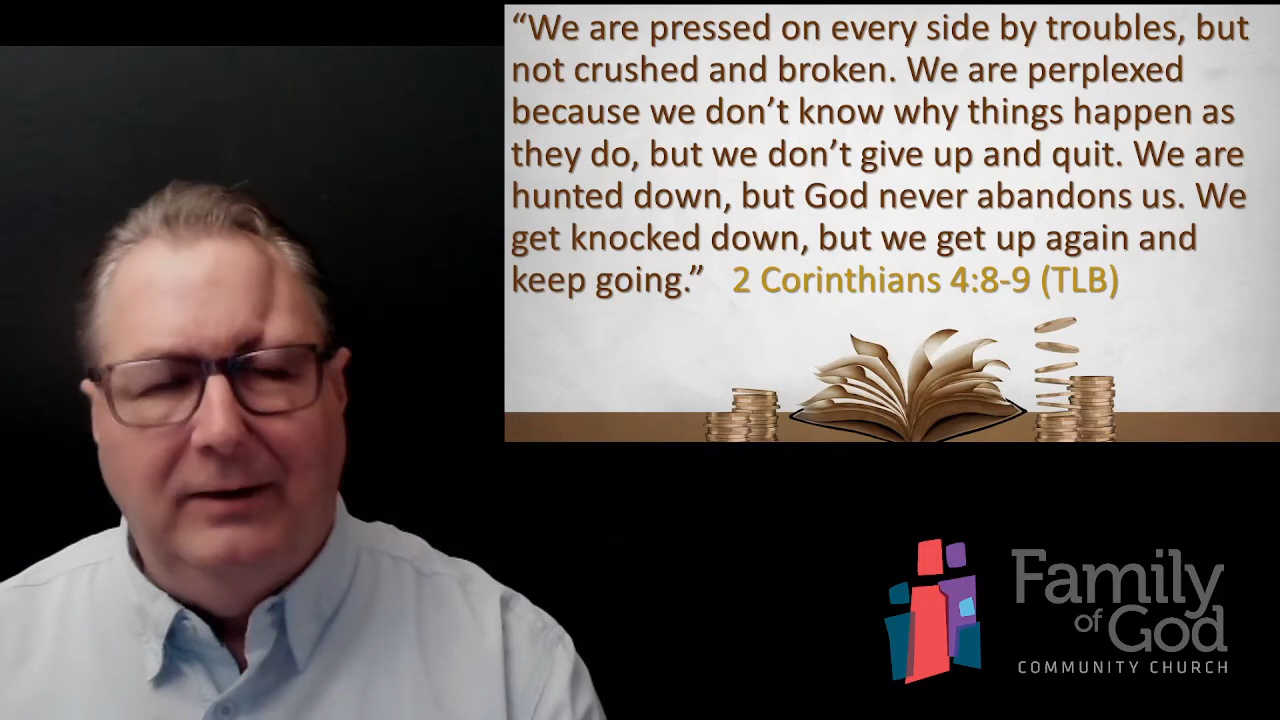 “We are pressed on every side by troubles, but
not crushed and broken. We are perplexed
because we don’t know why things happen as
they do, but we don’t give up and quit. We are
hunted down, but God never abandons us. We
get knocked down, but we get up again and
keep going.” 2 Corinthians 4:8-9 (TLB)
Family
of God
COMMUNITY CHURCH